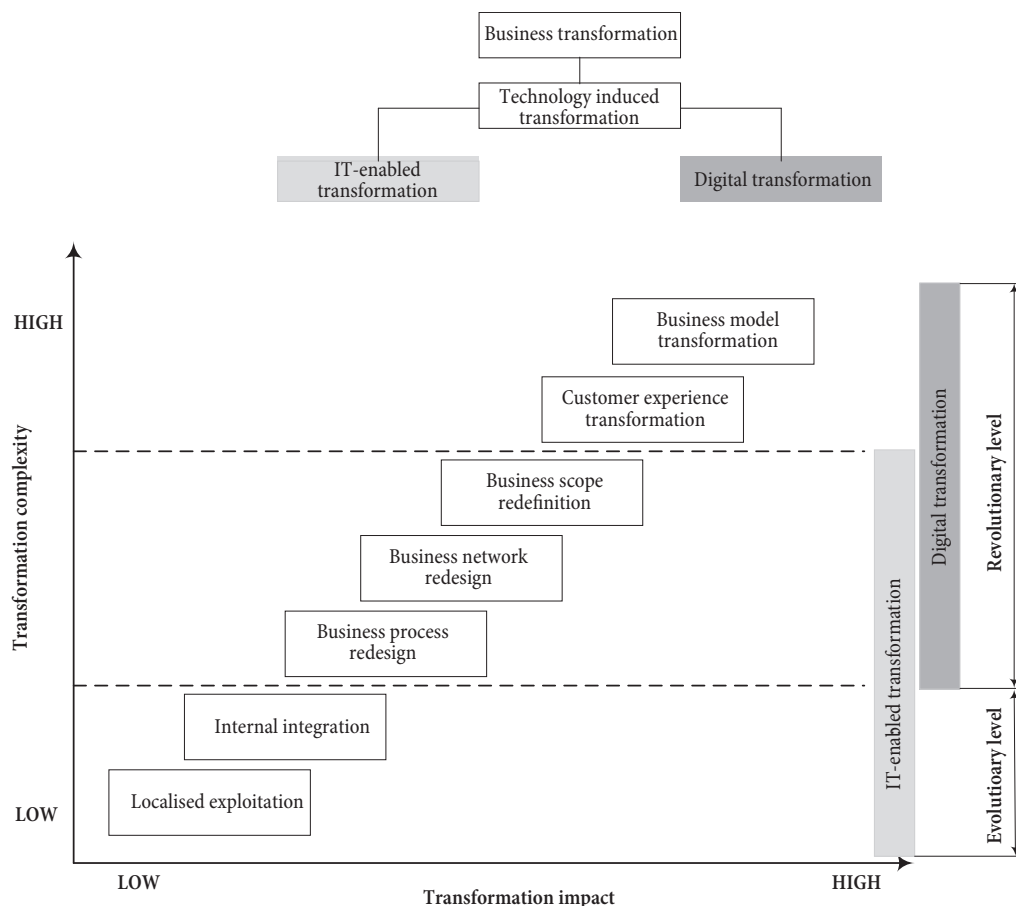 Business transformation
Technology induced
transformation
IT-enabled
transformation
Digital transformation
HIGH
Business model
transformation
Customer experience
transformation
Business scope
redefinition
Business network
redesign
Business process
redesign
Internal integration
Localised exploitation
LOW
Transformation complexity
LOW
HIGH
Transformation impact
IT-enabled transformation
Digital transformation
Revolutionary level
Evolutioary level